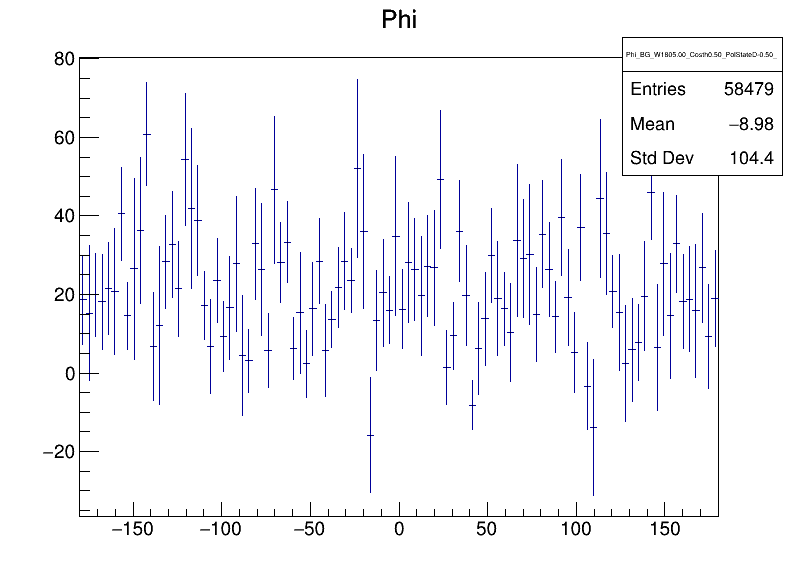 Phi
Phi_BG_W1805.00_Costh0.50_PolStateD-0.50_
Entries 58479
Mean −8.98
Std Dev 104.4
80
60
40
20
0
−20
−150 −100 −50 0 50 100 150